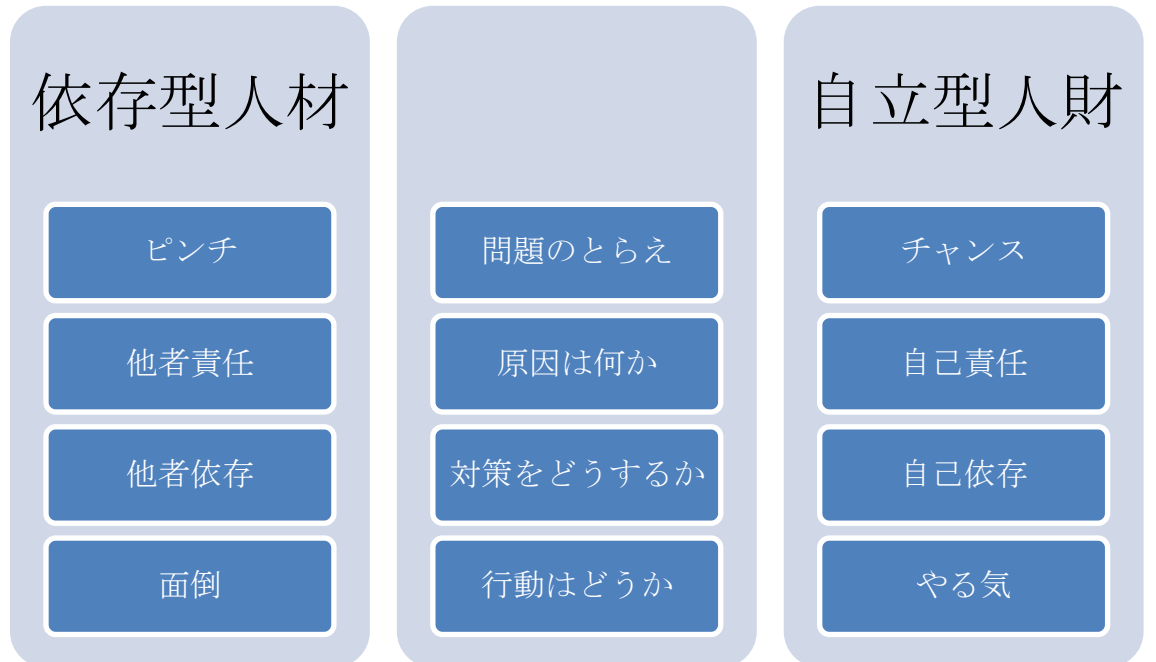 依存型人材
ピンチ
他者責任
他者依存
面倒
問題のとらえ
原因は何か
対策をどうするか
行動はどうか
自立型人財
チャンス
自己責任
自己依存
やる気